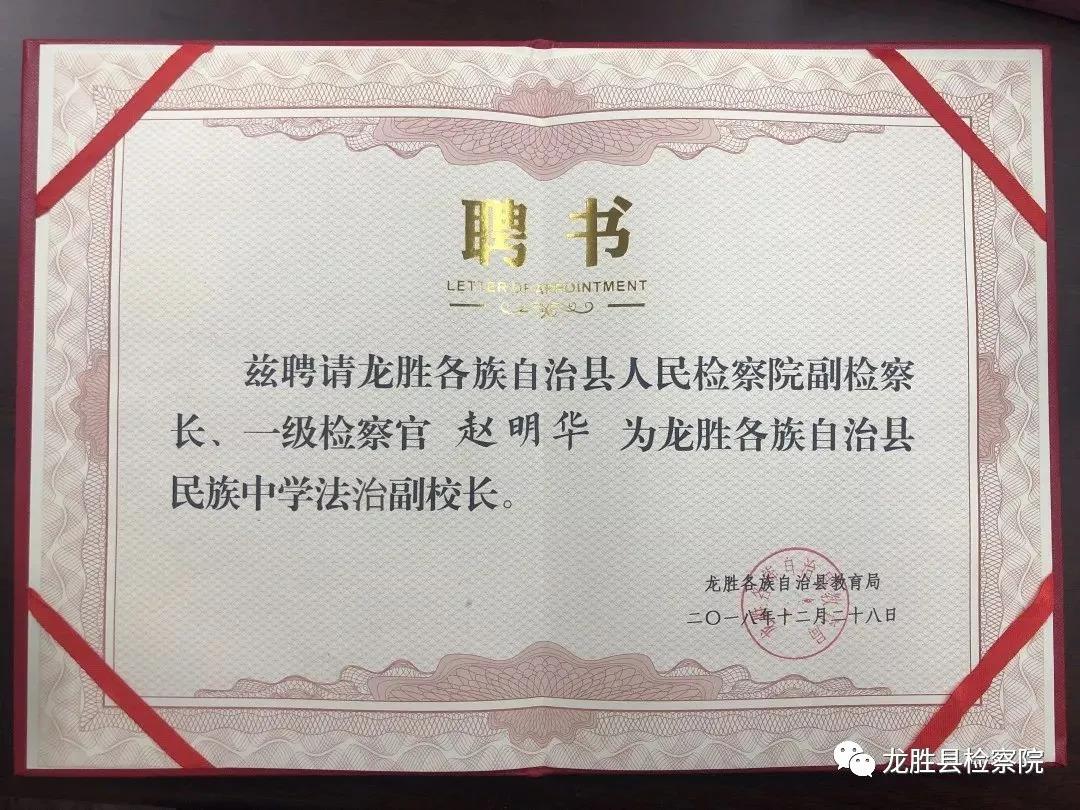 聘书
LETTER OF APPOINTMENT
兹聘请龙胜各族自治县人民检察院副检察
长、一级检察官 赵明华 为龙胜各族自治县
民族中学法治副校长。
龙胜各族自治县教育局
二〇一八年十二月二十八日
龙胜县检察院